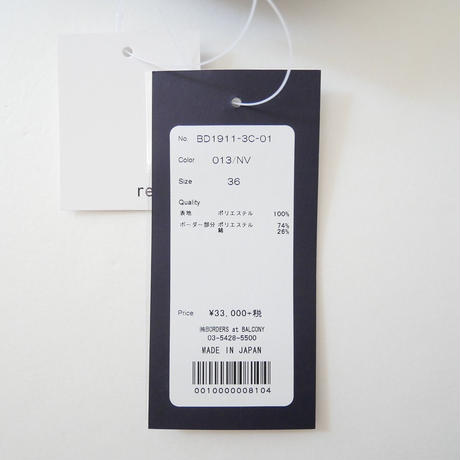 No. BD1911-3C-01
Color 013/NV
Size 36
Quality
表地 ポリエステル 100%
ボーダー部分 ポリエステル 74%
綿 26%
Price ¥33,000+税
㈱BORDERS at BALCONY
03-5428-5500
MADE IN JAPAN
0010000008104
re